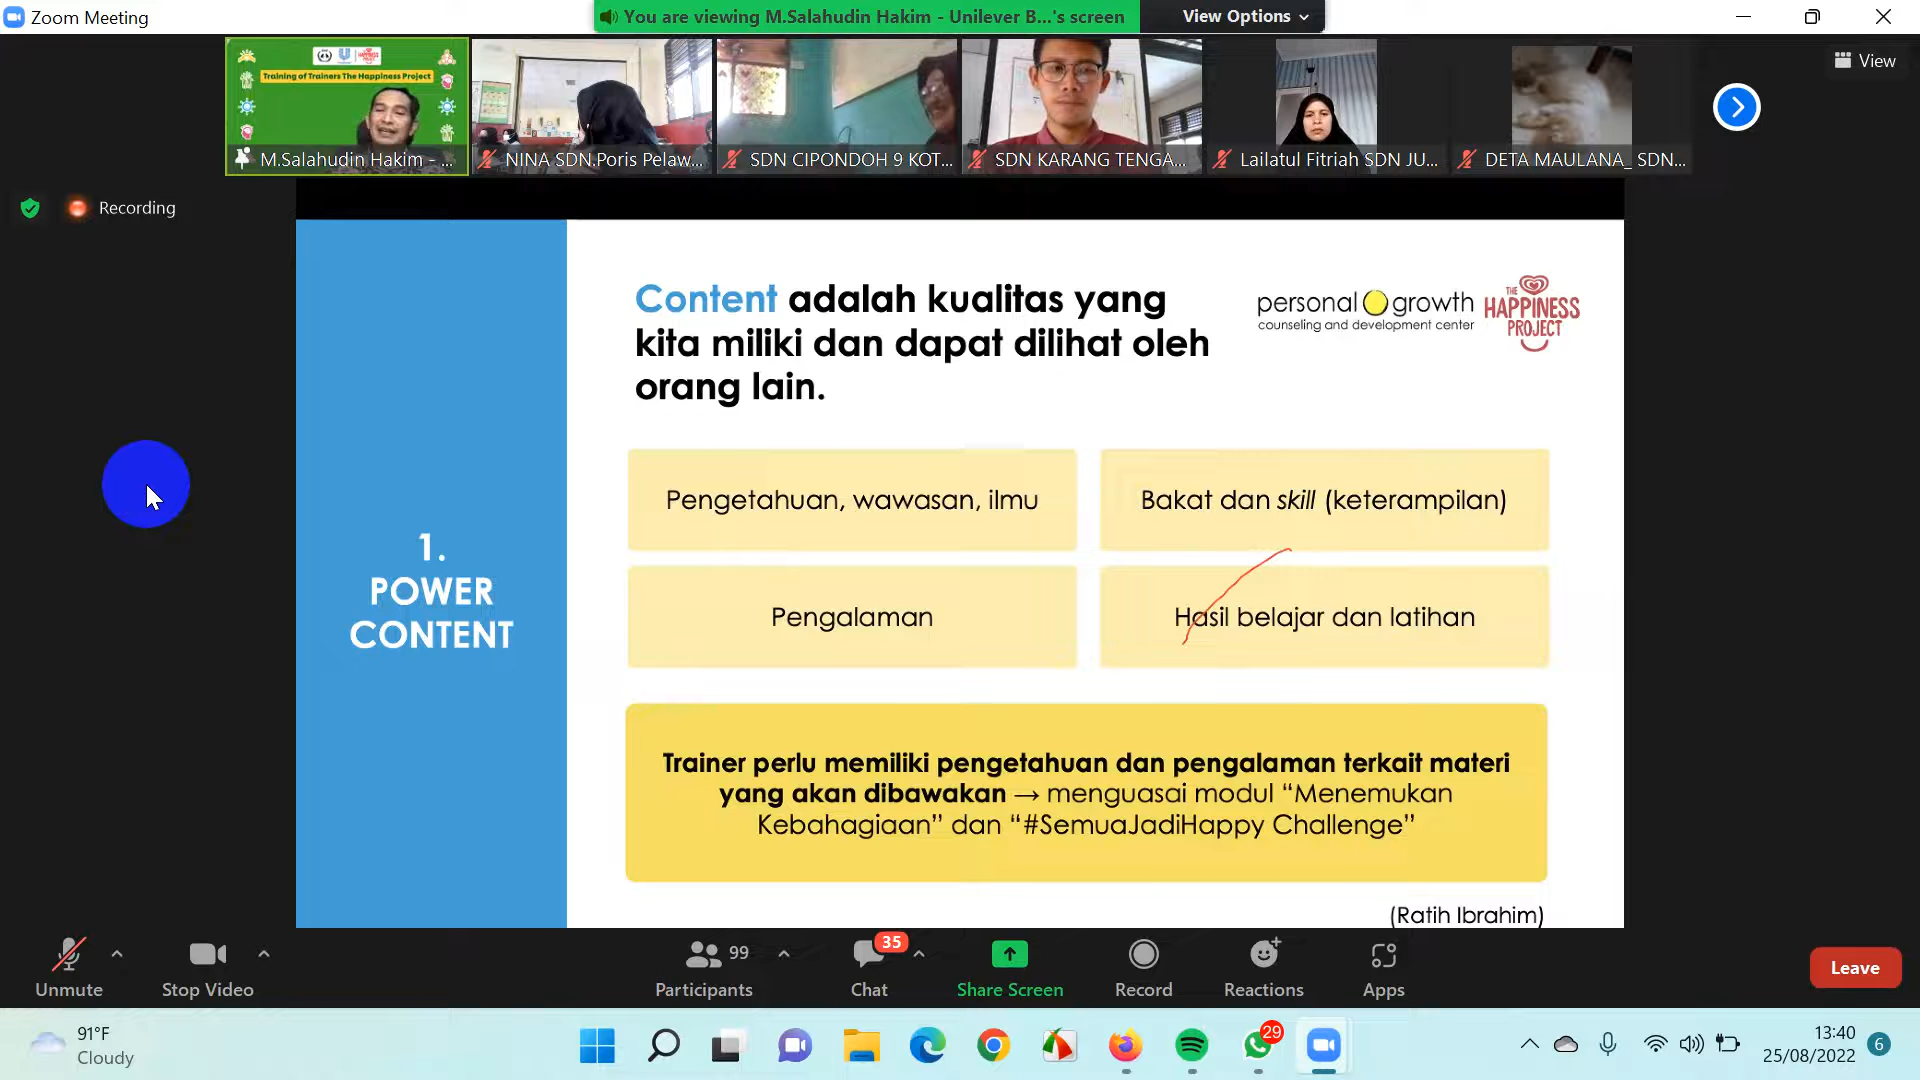 Zoom Meeting
You are viewing M.Salahudin Hakim - Unilever B...'s screen
View Options
View
Training of Trainers The Happiness Project
M.Salahudin Hakim - ...
NINA SDN.Poris Pelaw...
SDN CIPONDOH 9 KOT...
SDN KARANG TENGA...
Lailatul Fitriah SDN JU...
DETA MAULANA_ SDN...
Recording
Content adalah kualitas yang
kita miliki dan dapat dilihat oleh
orang lain.
personal growth
counseling and development center
THE
HAPPINESS
PROJECT
Pengetahuan, wawasan, ilmu
Bakat dan skill (keterampilan)
1.
POWER
CONTENT
Pengalaman
Hasil belajar dan latihan
Trainer perlu memiliki pengetahuan dan pengalaman terkait materi
yang akan dibawakan → menguasai modul “Menemukan
Kebahagiaan” dan “#SemuaJadiHappy Challenge”
(Ratih Ibrahim)
Unmute
Stop Video
99
Participants
35
Chat
Share Screen
Record
Reactions
Apps
Leave
91°F
Cloudy
29
13:40
25/08/2022
6